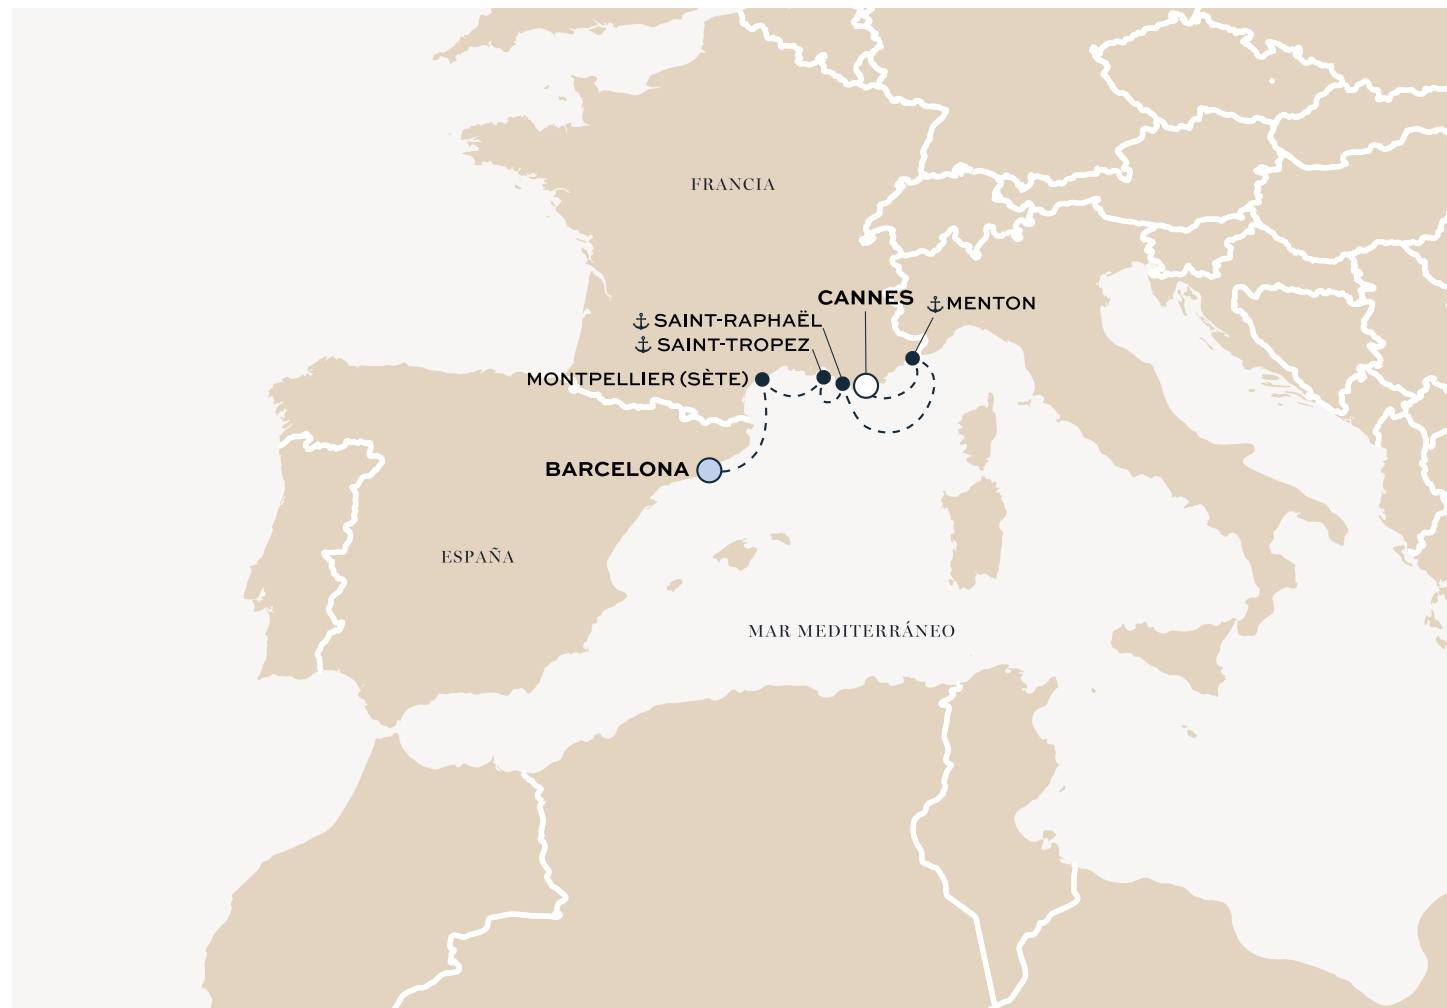 FRANCIA
CANNES
MENTON
SAINT-RAPHAËL
SAINT-TROPEZ
MONTPELLIER (SÈTE)
BARCELONA
ESPAÑA
MAR MEDITERRÁNEO